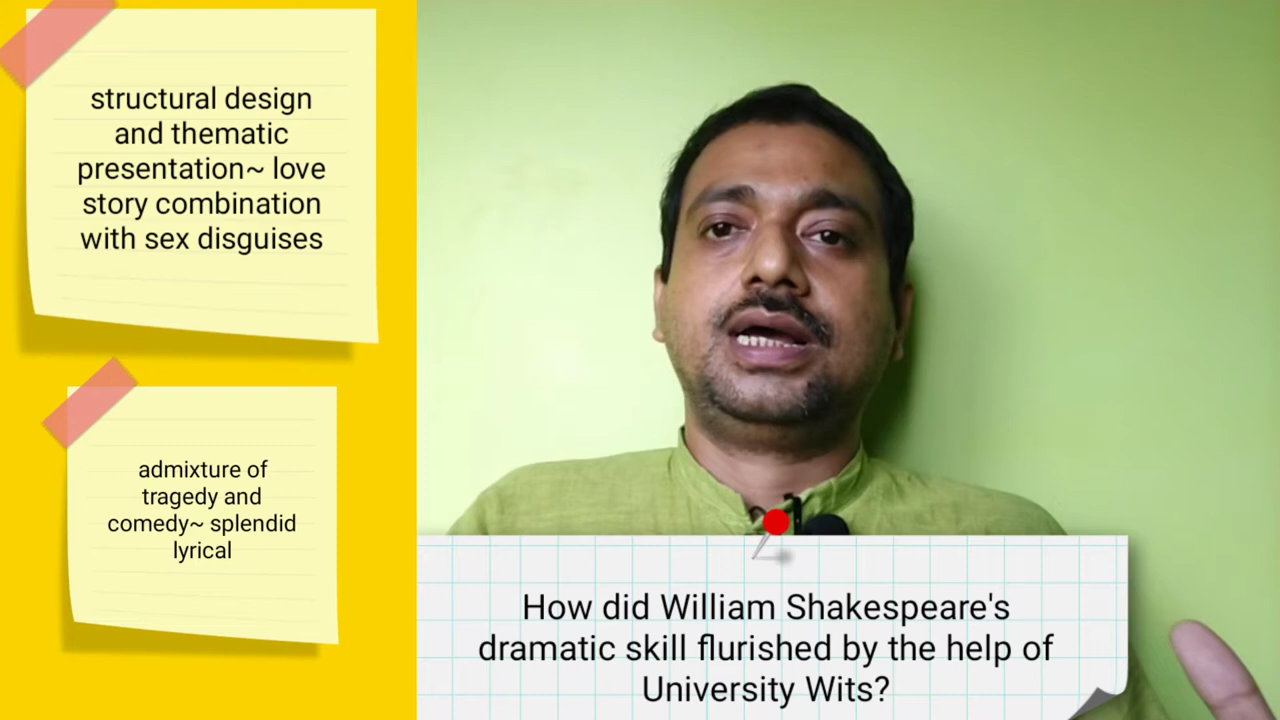 structural design
and thematic
presentation~ love
story combination
with sex disguises
admixture of
tragedy and
comedy~ splendid
lyrical
How did William Shakespeare's
dramatic skill flurished by the help of
University Wits?